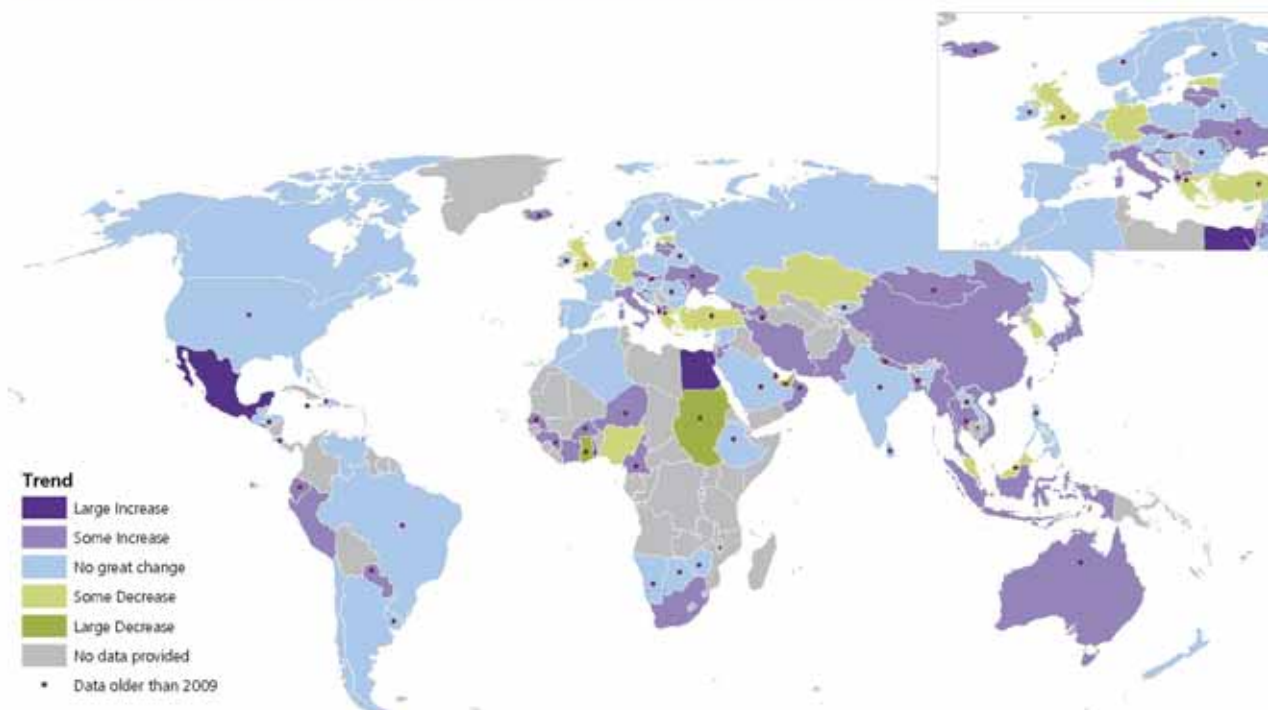 Trend
Large Increase
Some Increase
No great change
Some Decrease
Large Decrease
No data provided
Data older than 2009